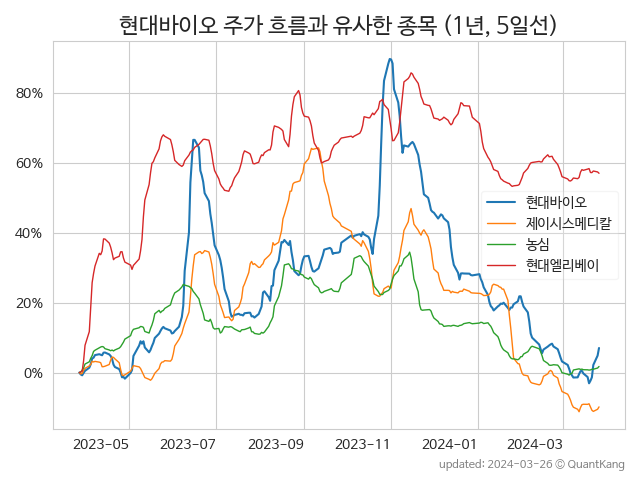 현대바이오 주가 흐름과 유사한 종목 (1년, 5일선)
80%
60%
40%
20%
0%
현대바이오
제이시스메디칼
농심
현대엘리베이
2023-05 2023-07 2023-09 2023-11 2024-01 2024-03
updated: 2024-03-26 © QuantKang